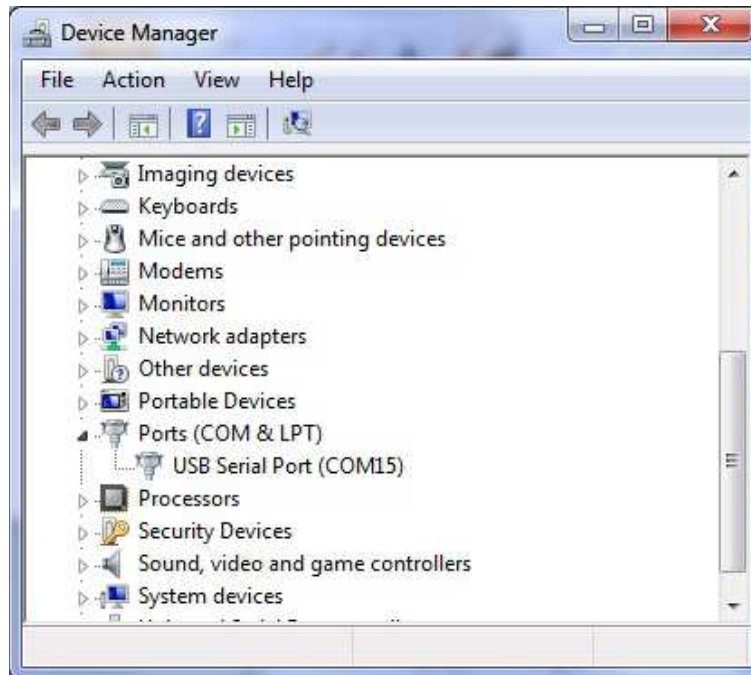 Device Manager
File Action View Help
Imaging devices
Keyboards
Mice and other pointing devices
Modems
Monitors
Network adapters
Other devices
Portable Devices
Ports (COM & LPT)
USB Serial Port (COM15)
Processors
Security Devices
Sound, video and game controllers
System devices